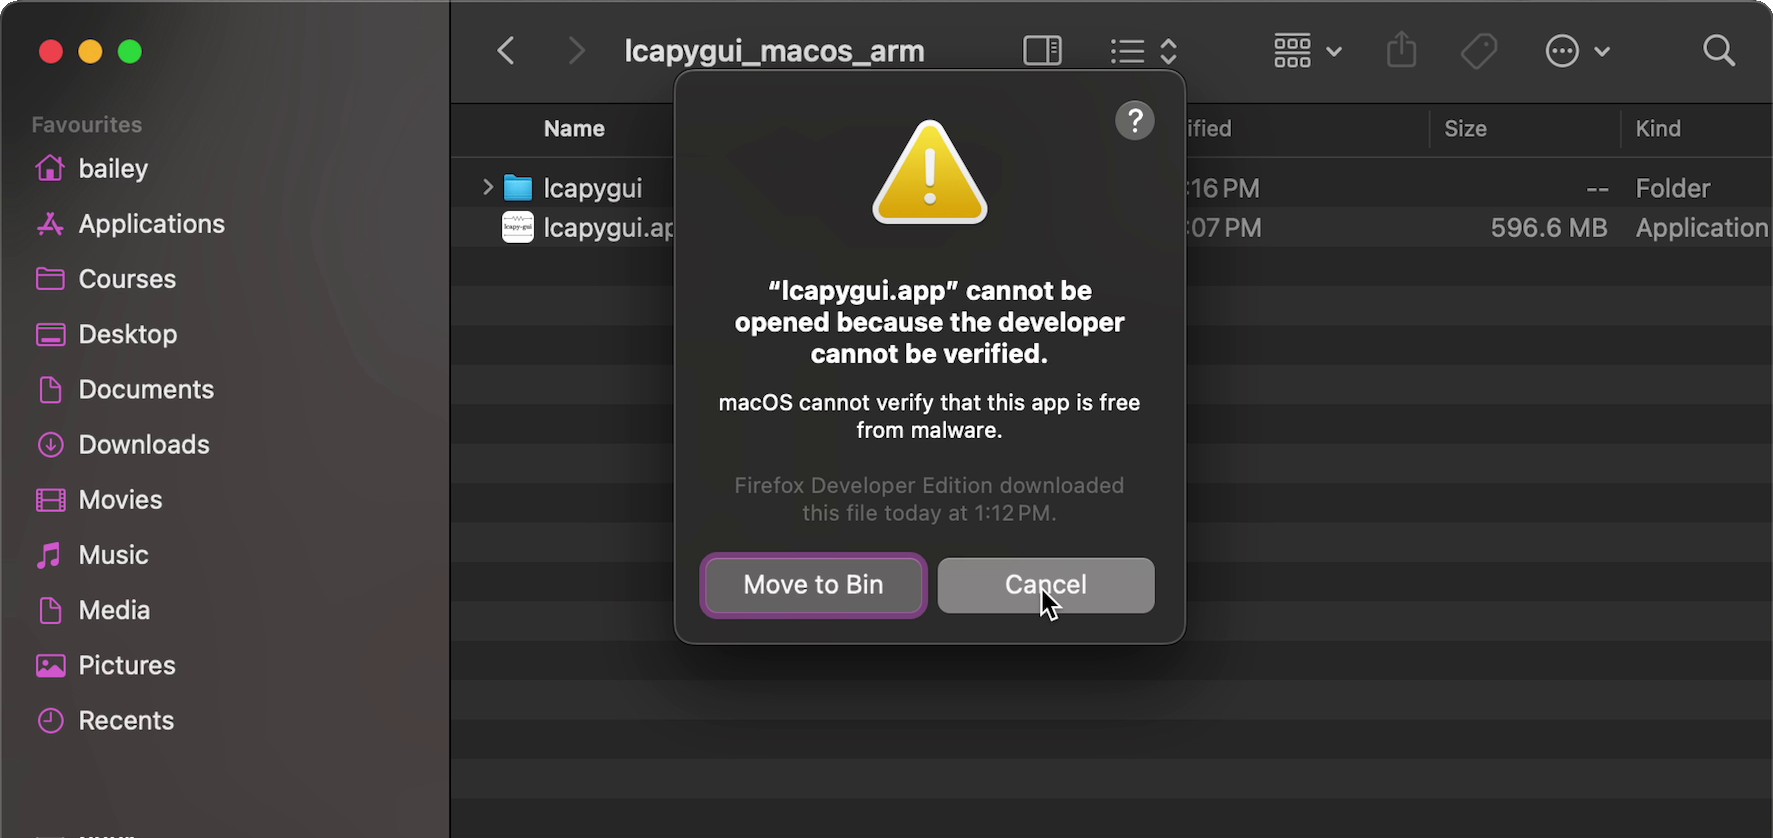 lcapygui_macos_arm
Favourites
bailey
Applications
Courses
Desktop
Documents
Downloads
Movies
Music
Media
Pictures
Recents
Name
ified
Size
Kind
lcapygui
:16 PM
--
Folder
lcapy-gui
lcapygui.ap
:07 PM
596.6 MB
Application
?
“lcapygui.app” cannot be
opened because the developer
cannot be verified.
macOS cannot verify that this app is free
from malware.
Firefox Developer Edition downloaded
this file today at 1:12 PM.
Move to Bin
Cancel